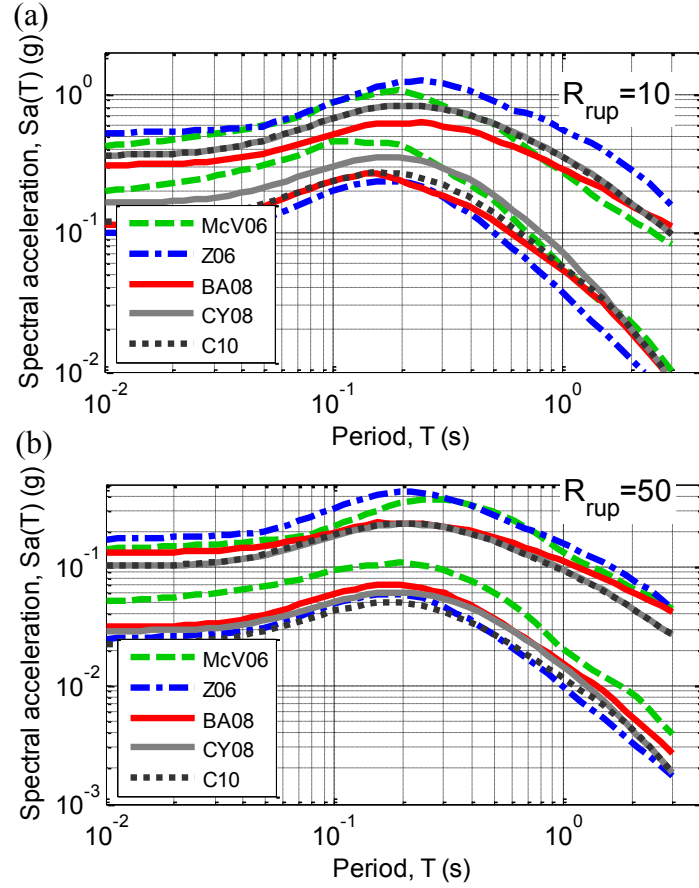 (a)
Spectral acceleration, Sa(T) (g)
10^0
10^-1
10^-2
R_rup=10
McV06
Z06
BA08
CY08
C10
10^-2 10^-1 10^0
Period, T (s)
(b)
Spectral acceleration, Sa(T) (g)
10^-1
10^-2
10^-3
R_rup=50
McV06
Z06
BA08
CY08
C10
10^-2 10^-1 10^0
Period, T (s)